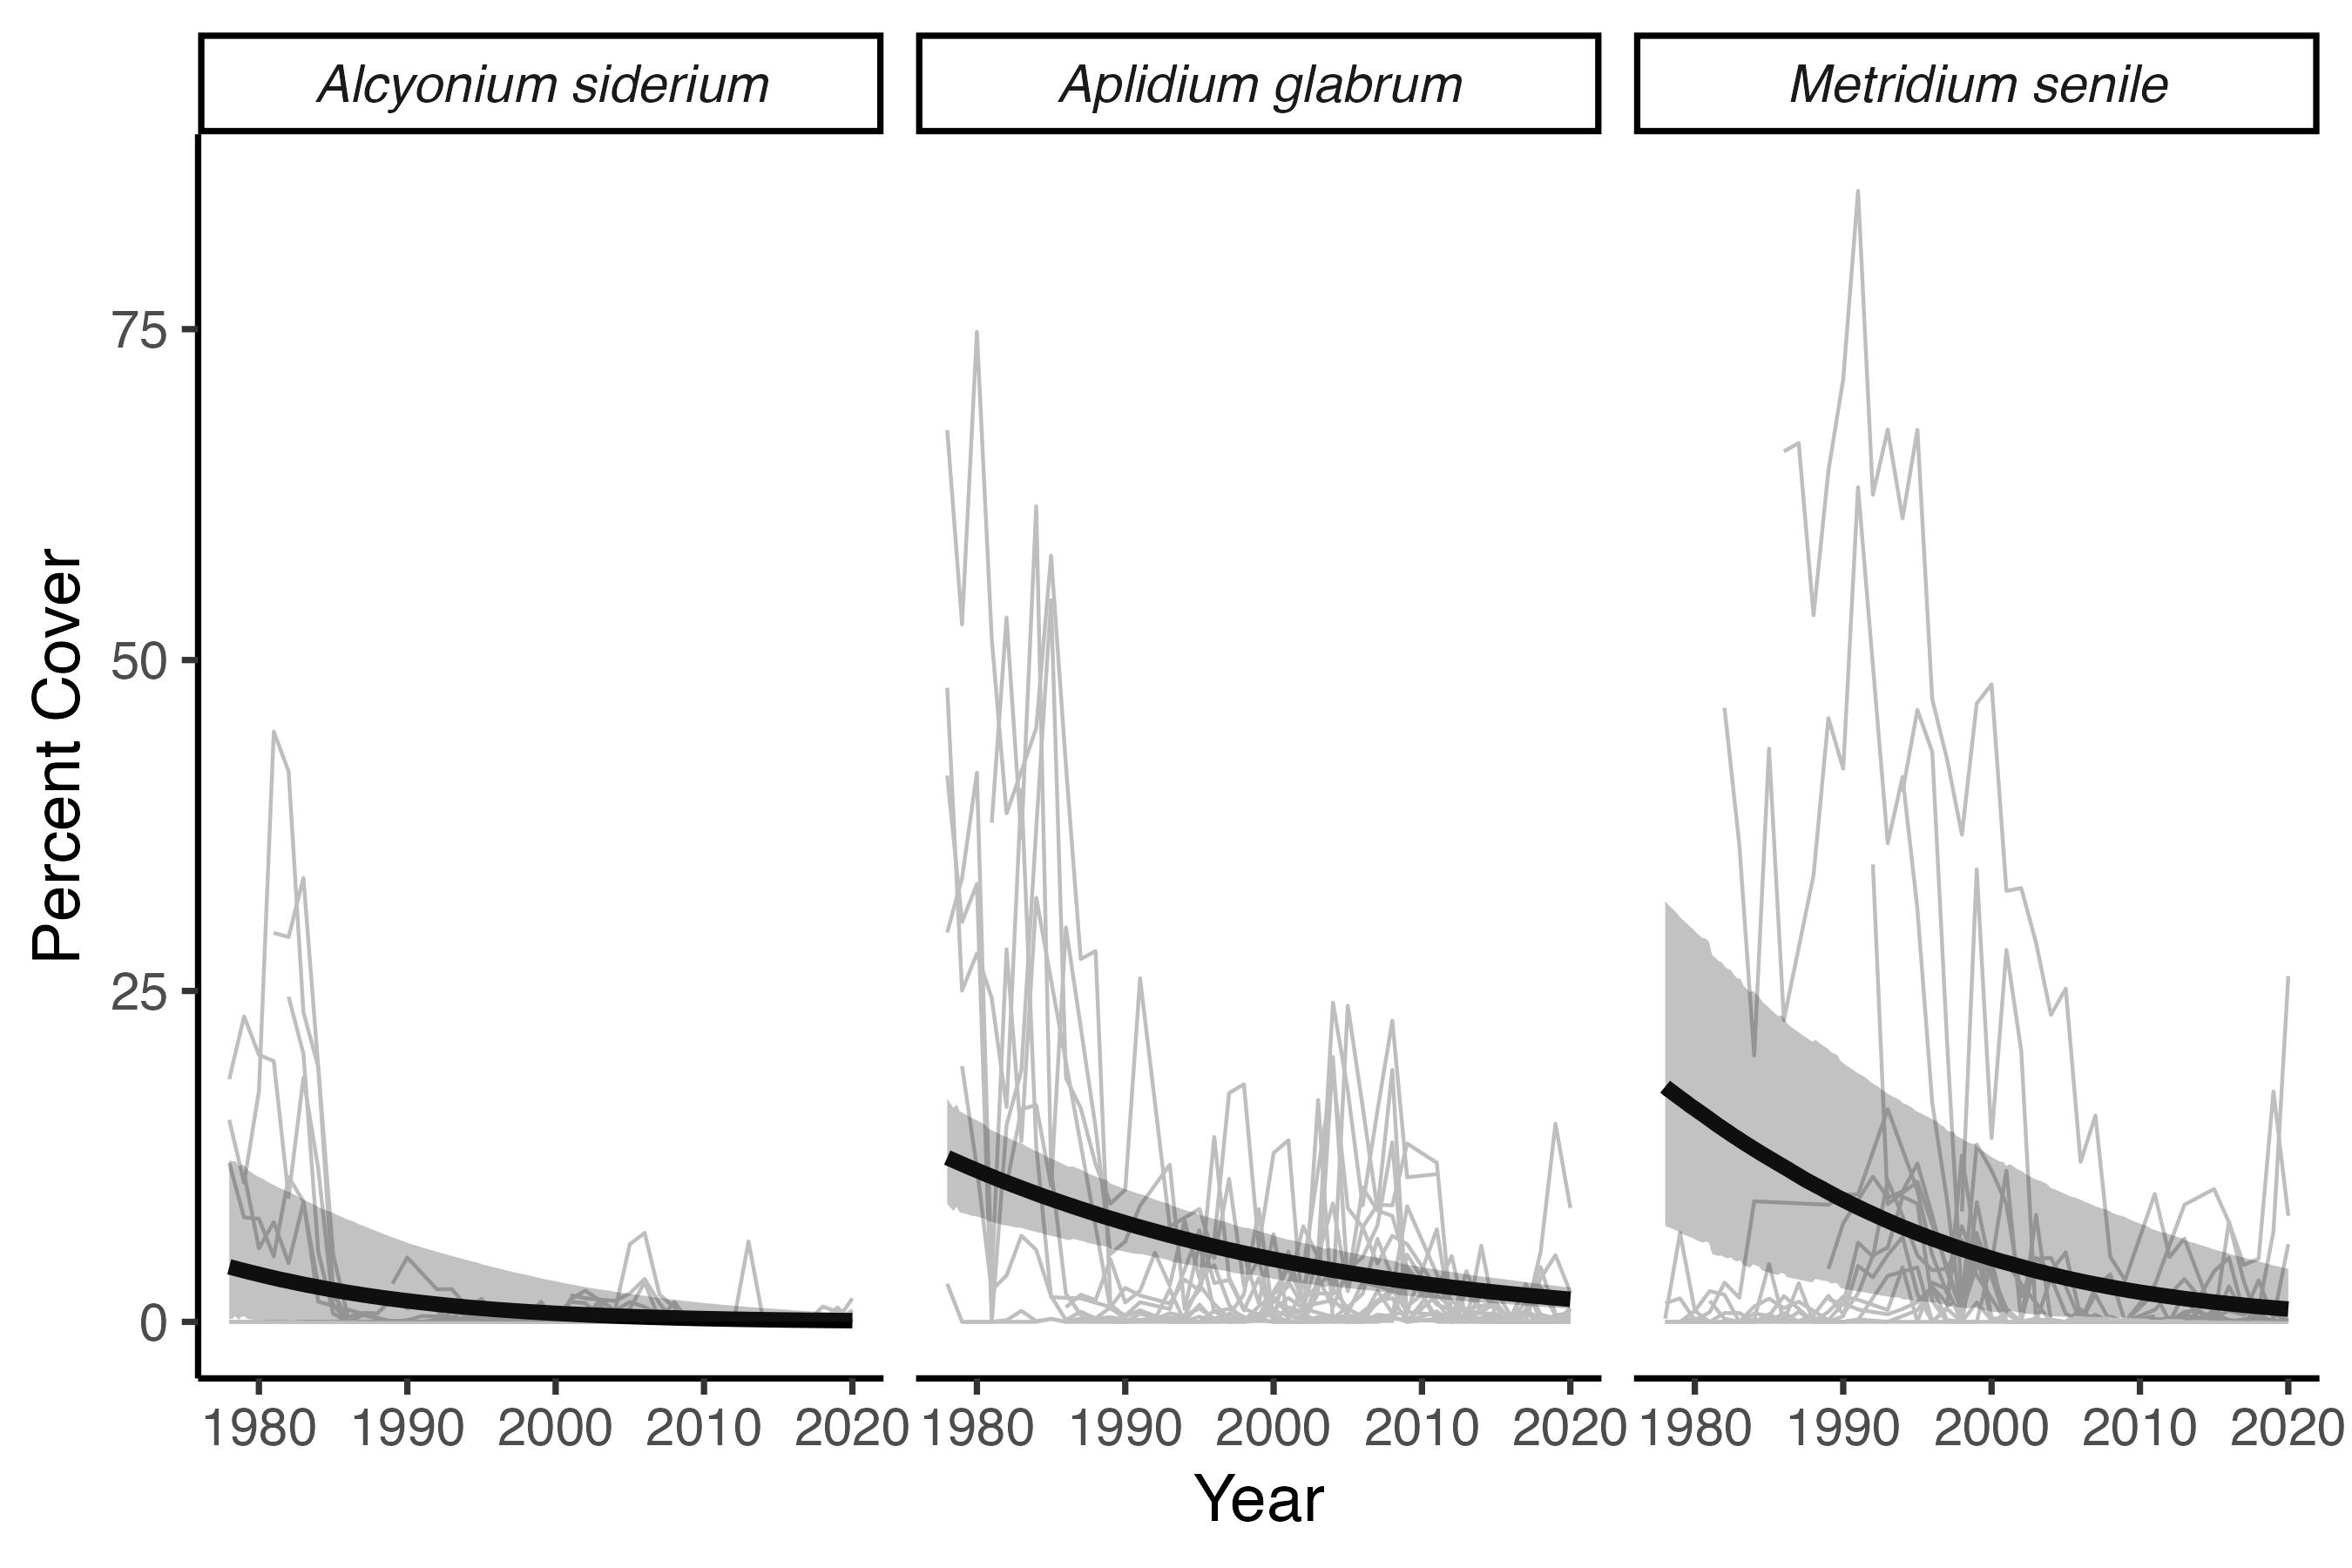 Alcyonium siderium Aplidium glabrum Metridium senile
Percent Cover
75
50
25
0
1980 1990 2000 2010 2020 1980 1990 2000 2010 2020 1980 1990 2000 2010 2020
Year